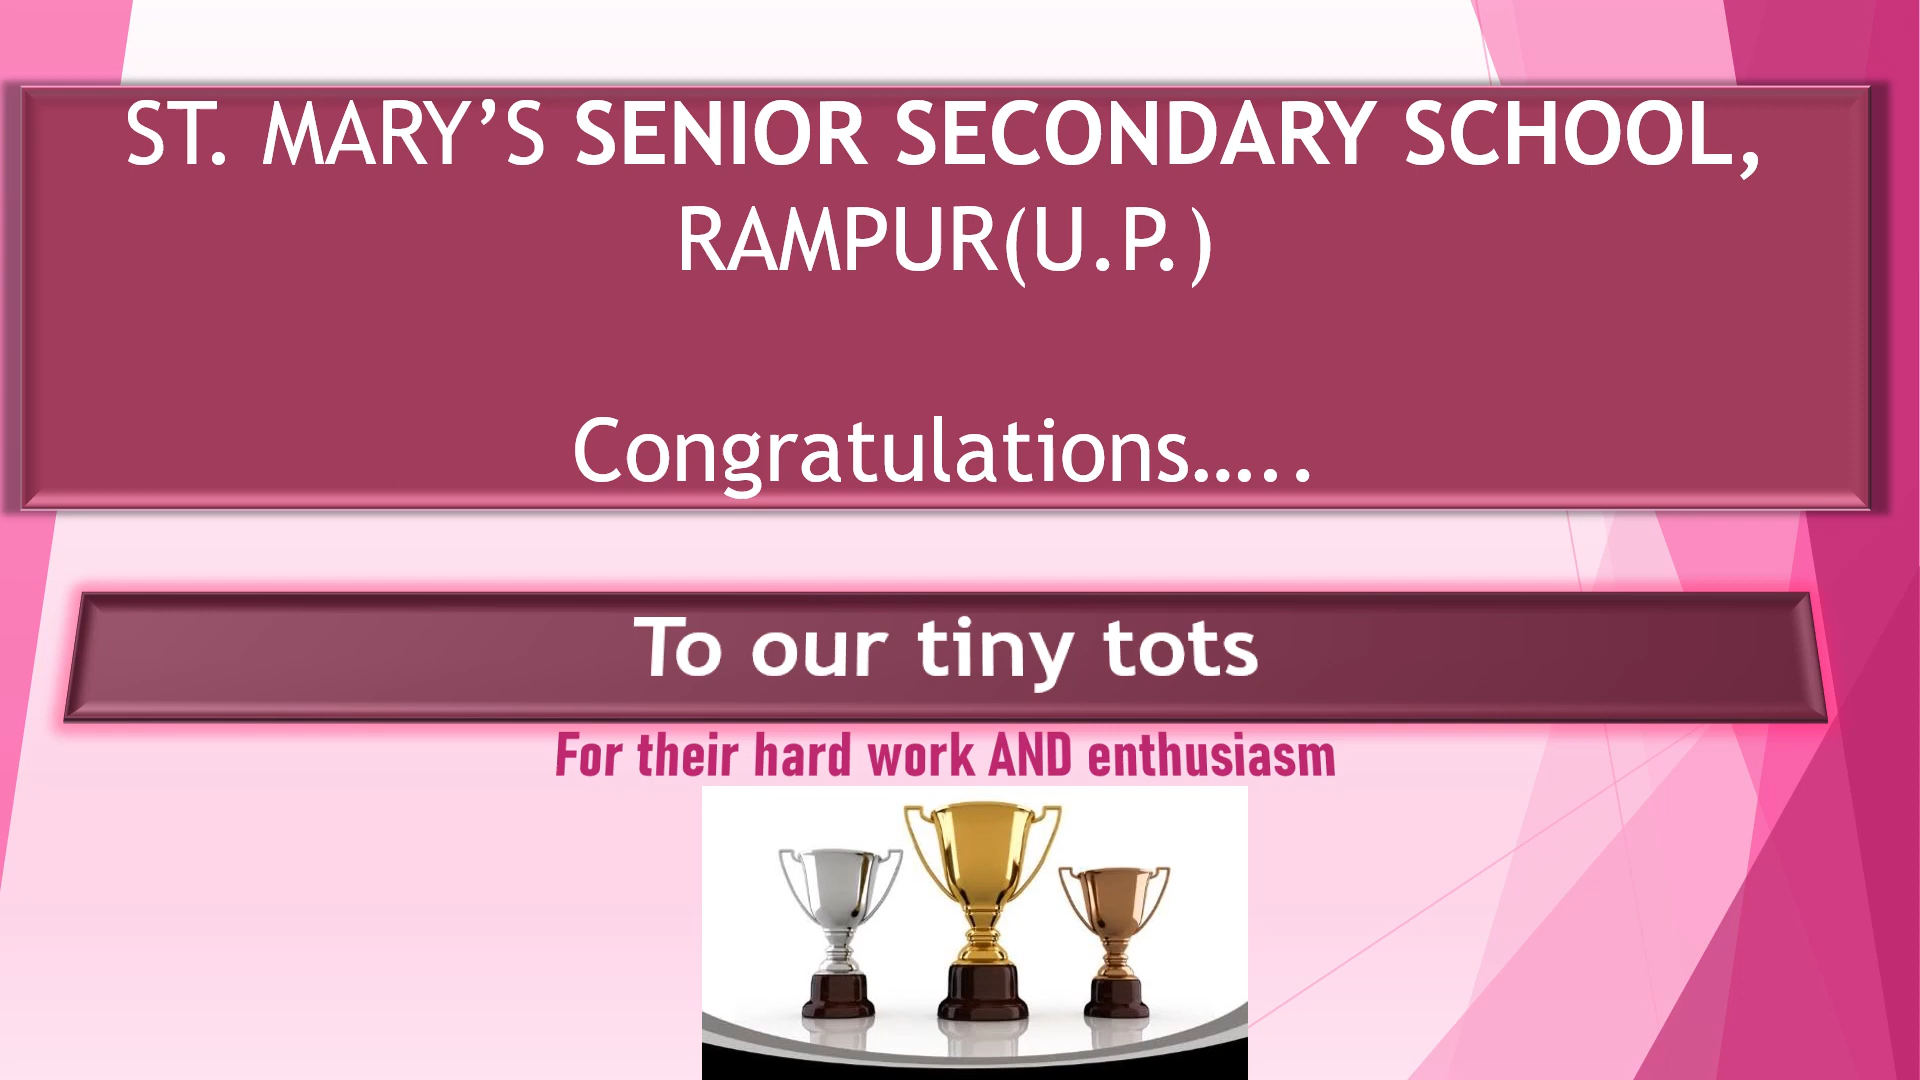 ST. MARY’S SENIOR SECONDARY SCHOOL,
RAMPUR(U.P.)
Congratulations.....
To our tiny tots
For their hard work AND enthusiasm